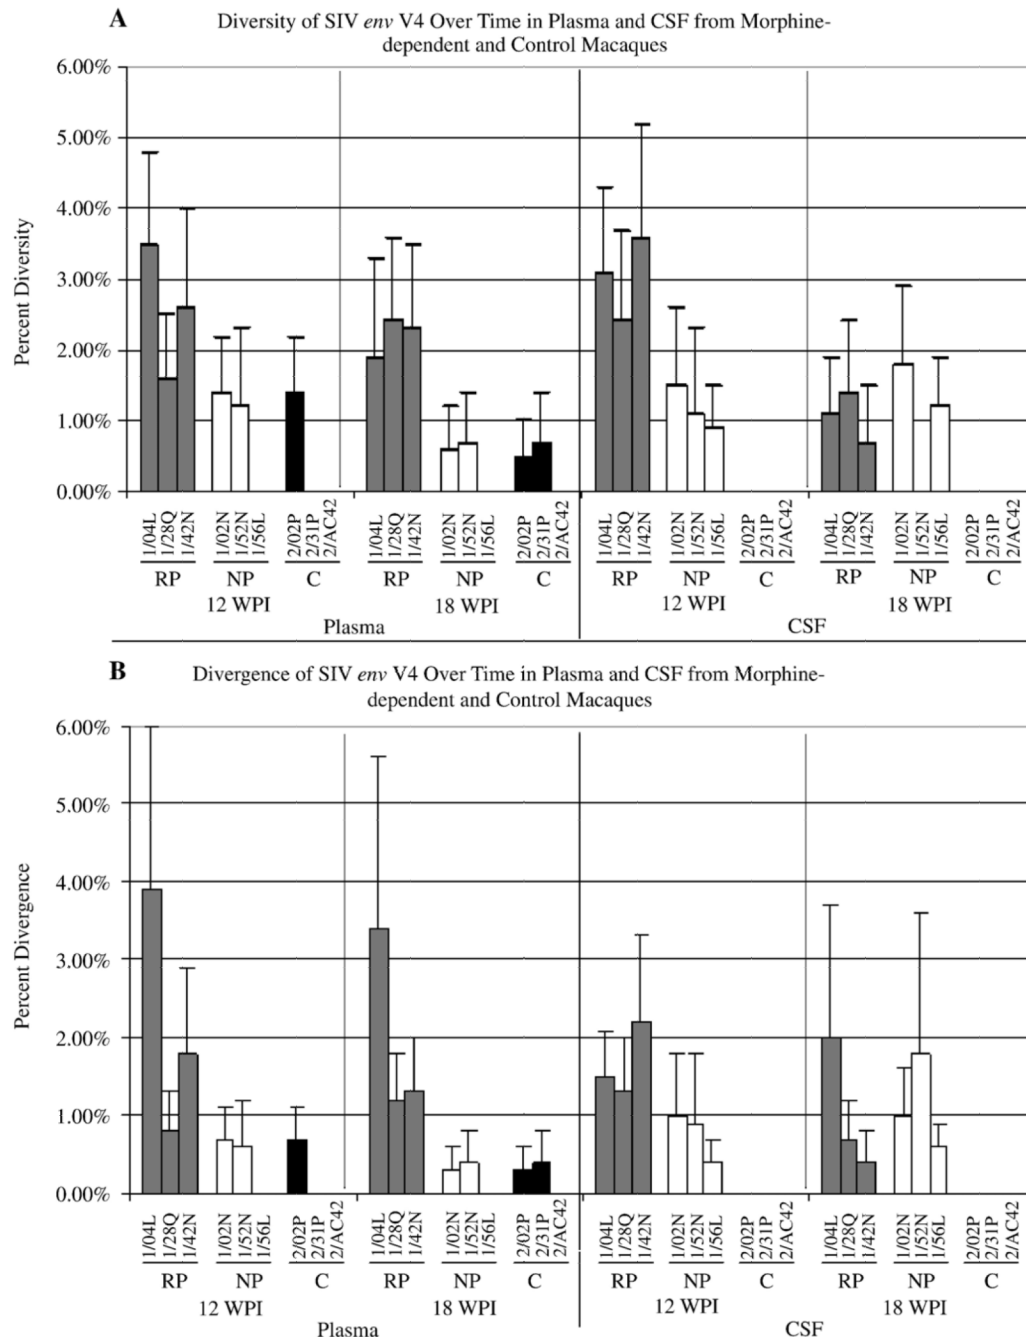 A
Diversity of SIV env V4 Over Time in Plasma and CSF from Morphine-
dependent and Control Macaques
Percent Diversity
6.00%
5.00%
4.00%
3.00%
2.00%
1.00%
0.00%
1/04L 1/28Q 1/42N 1/02N 1/52N 1/56L 2/02P 2/31P 2/AC42 1/04L 1/28Q 1/42N 1/02N 1/52N 1/56L 2/02P 2/31P 2/AC42 1/04L 1/28Q 1/42N 1/02N 1/52N 1/56L 2/02P 2/31P 2/AC42 1/04L 1/28Q 1/42N 1/02N 1/52N 1/56L 2/02P 2/31P 2/AC42
RP NP C RP NP C RP NP C RP NP C
12 WPI 18 WPI 12 WPI 18 WPI
Plasma CSF
B
Divergence of SIV env V4 Over Time in Plasma and CSF from Morphine-
dependent and Control Macaques
Percent Divergence
6.00%
5.00%
4.00%
3.00%
2.00%
1.00%
0.00%
1/04L 1/28Q 1/42N 1/02N 1/52N 1/56L 2/02P 2/31P 2/AC42 1/04L 1/28Q 1/42N 1/02N 1/52N 1/56L 2/02P 2/31P 2/AC42 1/04L 1/28Q 1/42N 1/02N 1/52N 1/56L 2/02P 2/31P 2/AC42 1/04L 1/28Q 1/42N 1/02N 1/52N 1/56L 2/02P 2/31P 2/AC42
RP NP C RP NP C RP NP C RP NP C
12 WPI 18 WPI 12 WPI 18 WPI
Plasma CSF